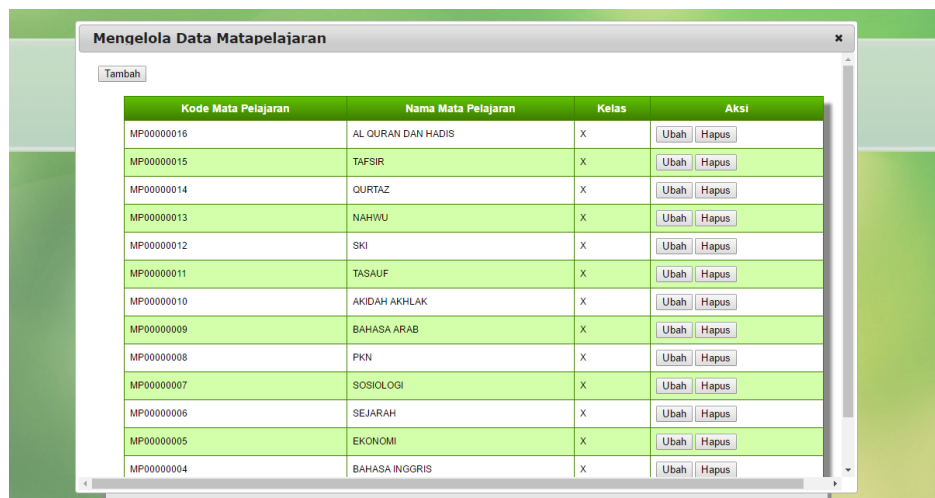 Mengelola Data Matapelajaran
Tambah
Kode Mata Pelajaran Nama Mata Pelajaran Kelas Aksi
MP00000016 AL QURAN DAN HADIS X Ubah Hapus
MP00000015 TAFSIR X Ubah Hapus
MP00000014 QURTAZ X Ubah Hapus
MP00000013 NAHWU X Ubah Hapus
MP00000012 SKI X Ubah Hapus
MP00000011 TASAUF X Ubah Hapus
MP00000010 AKIDAH AKHLAK X Ubah Hapus
MP00000009 BAHASA ARAB X Ubah Hapus
MP00000008 PKN X Ubah Hapus
MP00000007 SOSIOLOGI X Ubah Hapus
MP00000006 SEJARAH X Ubah Hapus
MP00000005 EKONOMI X Ubah Hapus
MP00000004 BAHASA INGGRIS X Ubah Hapus